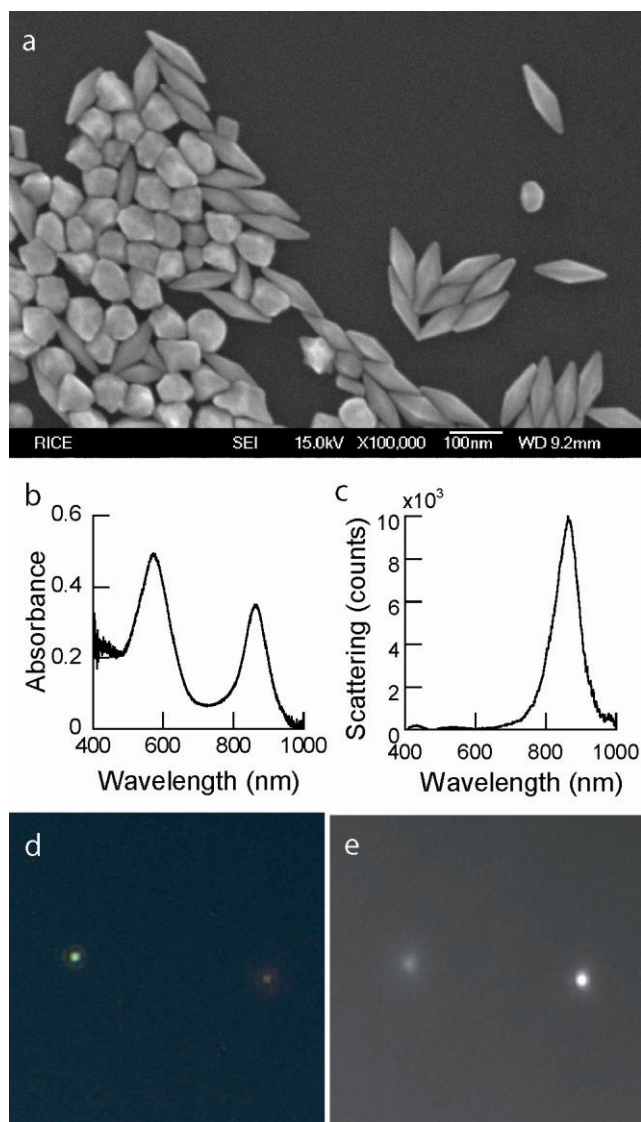 a
RICE SEI 15.0kV X100,000 100nm WD 9.2mm
b
0.6
0.4
0.2
0
400 600 800 1000
Absorbance
Wavelength (nm)
c
x10³
10
8
6
4
2
0
400 600 800 1000
Scattering (counts)
Wavelength (nm)
d
e